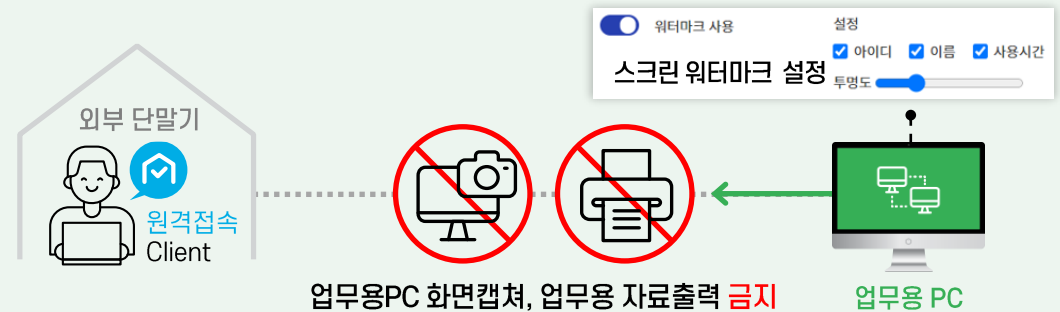 워터마크 사용
설정
아이디 이름 사용시간
스크린 워터마크 설정
투명도
외부 단말기
원격접속
Client
업무용PC 화면캡쳐, 업무용 자료출력 금지
업무용 PC